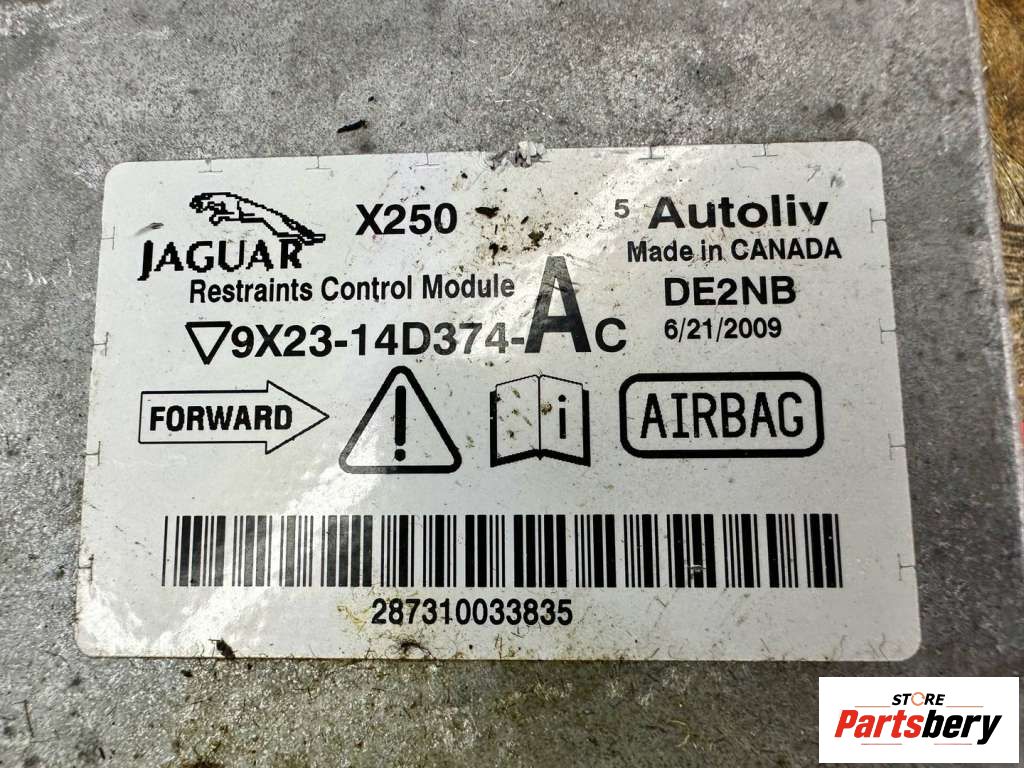 JAGUAR
X250
5 Autoliv
Made in CANADA
Restraints Control Module
DE2NB
9X23-14D374-AC
6/21/2009
FORWARD
!
i
AIRBAG
287310033835
STORE
Partsbery